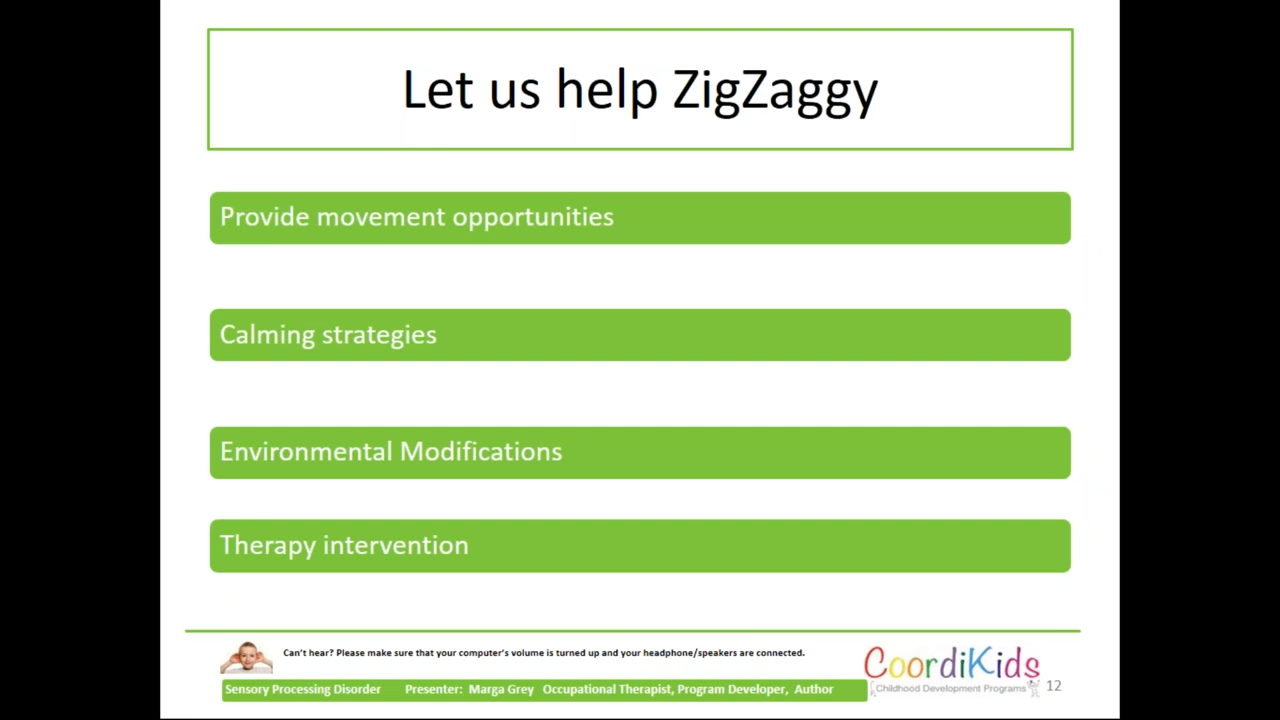 Let us help ZigZaggy
Provide movement opportunities
Calming strategies
Environmental Modifications
Therapy intervention
Can't hear? Please make sure that your computer's volume is turned up and your headphone/speakers are connected.
CoordiKids
Childhood Development Programs
12
Sensory Processing Disorder Presenter: Marga Grey Occupational Therapist, Program Developer, Author